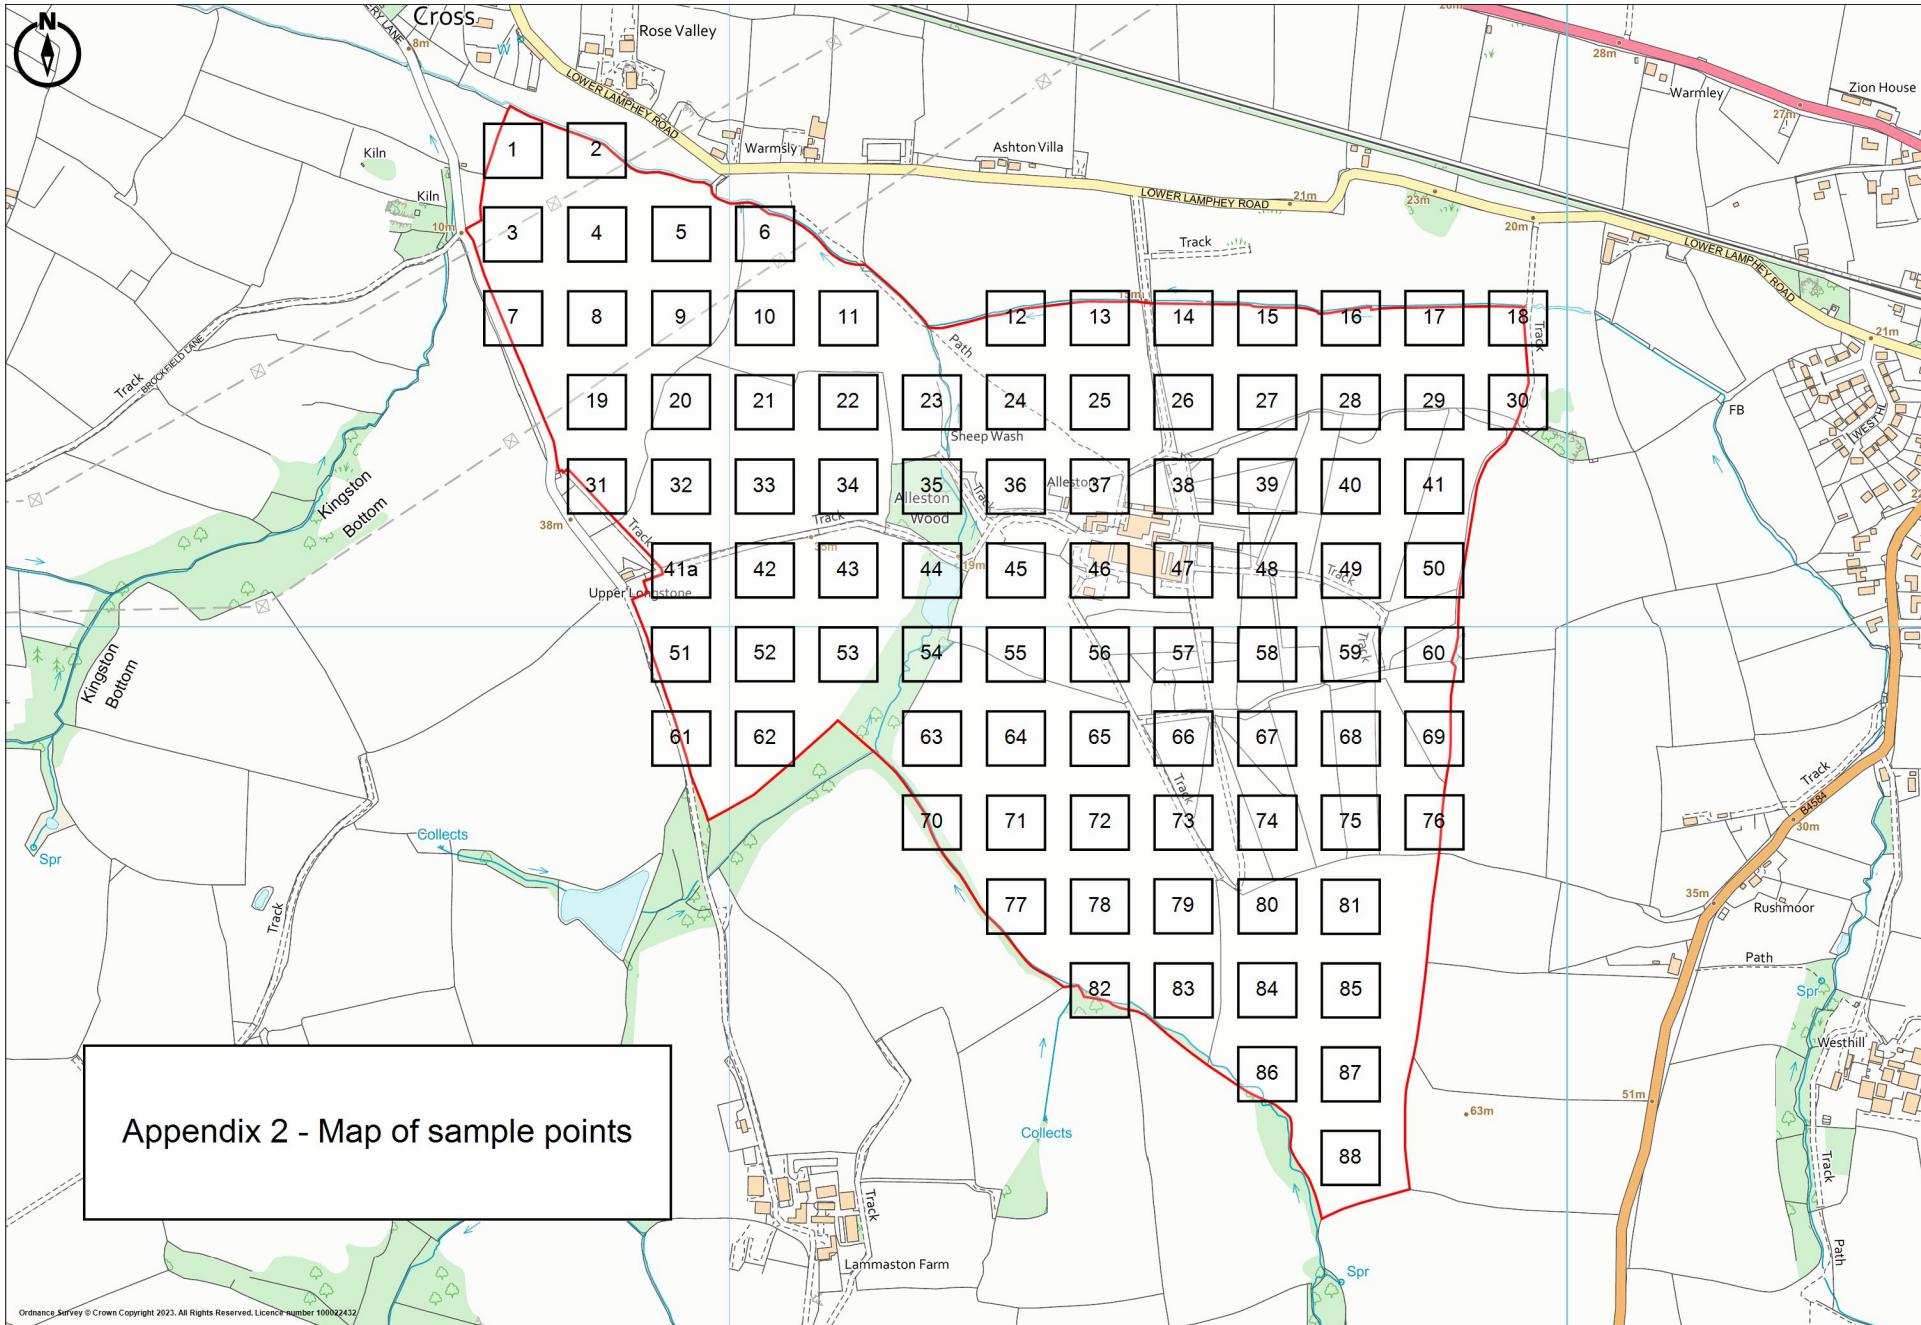 N
Cross
ERY LANE
8m
W
Rose Valley
LOWER LAMPHEY ROAD
28m
Warmley
Zion House
27m
Kiln
Warmsly
Ashton Villa
1
2
Kiln
LOWER LAMPHEY ROAD
21m
23m
20m
10m
3
4
5
6
Track
LOWER LAMPHEY ROAD
7
8
9
10
11
12
13
14
15
16
17
18
15m
Track
21m
Path
Track
BROCKFIELD LANE
19
20
21
22
23
24
25
26
27
28
29
30
FB
WEST HL
Sheep Wash
31
32
33
34
35
36
37
38
39
40
41
Alleston
Alleston
Wood
Track
Kingston
Bottom
38m
Track
Track
35m
19m
41a
42
43
44
45
46
47
48
49
50
Track
Upper Longstone
Kingston
Bottom
51
52
53
54
55
56
57
58
59
60
Track
61
62
63
64
65
66
67
68
69
Track
Track
B4584
30m
Collects
Spr
70
71
72
73
74
75
76
Track
77
78
79
80
81
35m
Rushmoor
Path
Spr
82
83
84
85
Westhill
86
87
51m
63m
Appendix 2 - Map of sample points
Collects
88
Track
Track
Path
Lammaston Farm
Spr
Ordnance Survey © Crown Copyright 2023. All Rights Reserved. Licence number 100022432